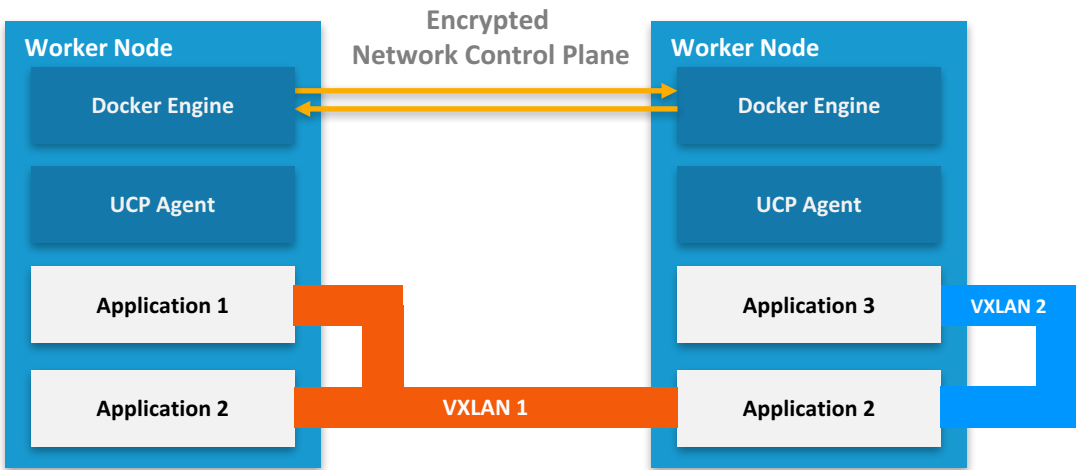 Encrypted
Network Control Plane
Worker Node
Docker Engine
UCP Agent
Application 1
Application 2
VXLAN 1
Worker Node
Docker Engine
UCP Agent
Application 3
VXLAN 2
Application 2